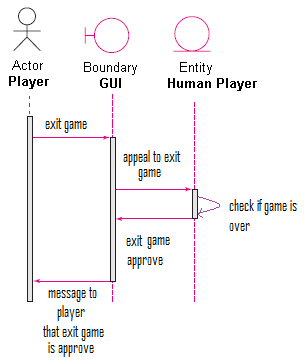 Actor
Player
Boundary
GUI
Entity
Human Player
exit game
appeal to exit
game
check if game is
over
exit game
approve
message to
player
that exit game
is approve